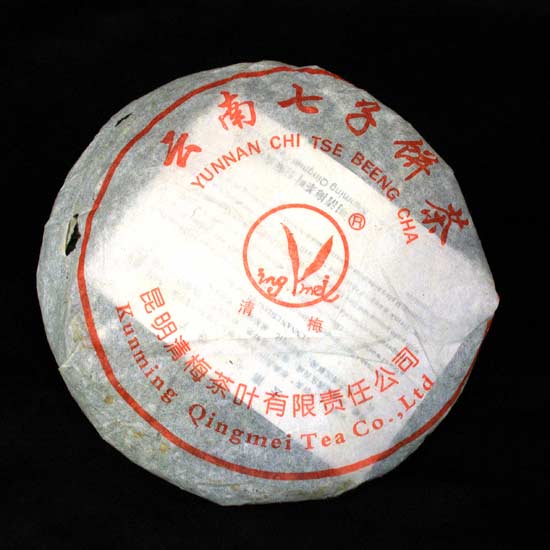 云南七子饼茶
YUNNAN CHI TSE BEENG CHA
®
ing mei
清 梅
昆明清梅茶叶有限责任公司
Kunming Qingmei Tea Co.,Ltd